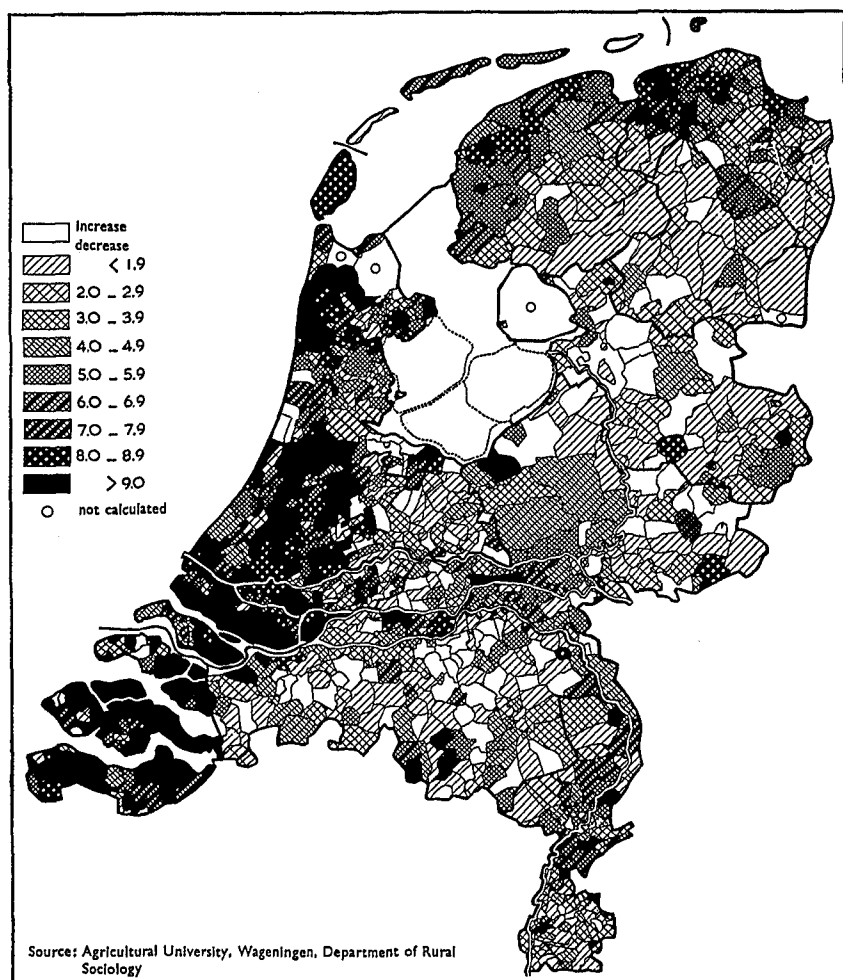 Increase
decrease
< 1.9
2.0 – 2.9
3.0 – 3.9
4.0 – 4.9
5.0 – 5.9
6.0 – 6.9
7.0 – 7.9
8.0 – 8.9
> 9.0
not calculated
Source: Agricultural University, Wageningen, Department of Rural
Sociology